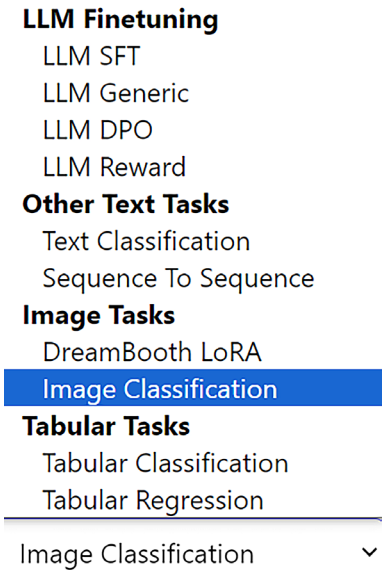 LLM Finetuning
LLM SFT
LLM Generic
LLM DPO
LLM Reward
Other Text Tasks
Text Classification
Sequence To Sequence
Image Tasks
DreamBooth LoRA
Image Classification
Tabular Tasks
Tabular Classification
Tabular Regression
Image Classification